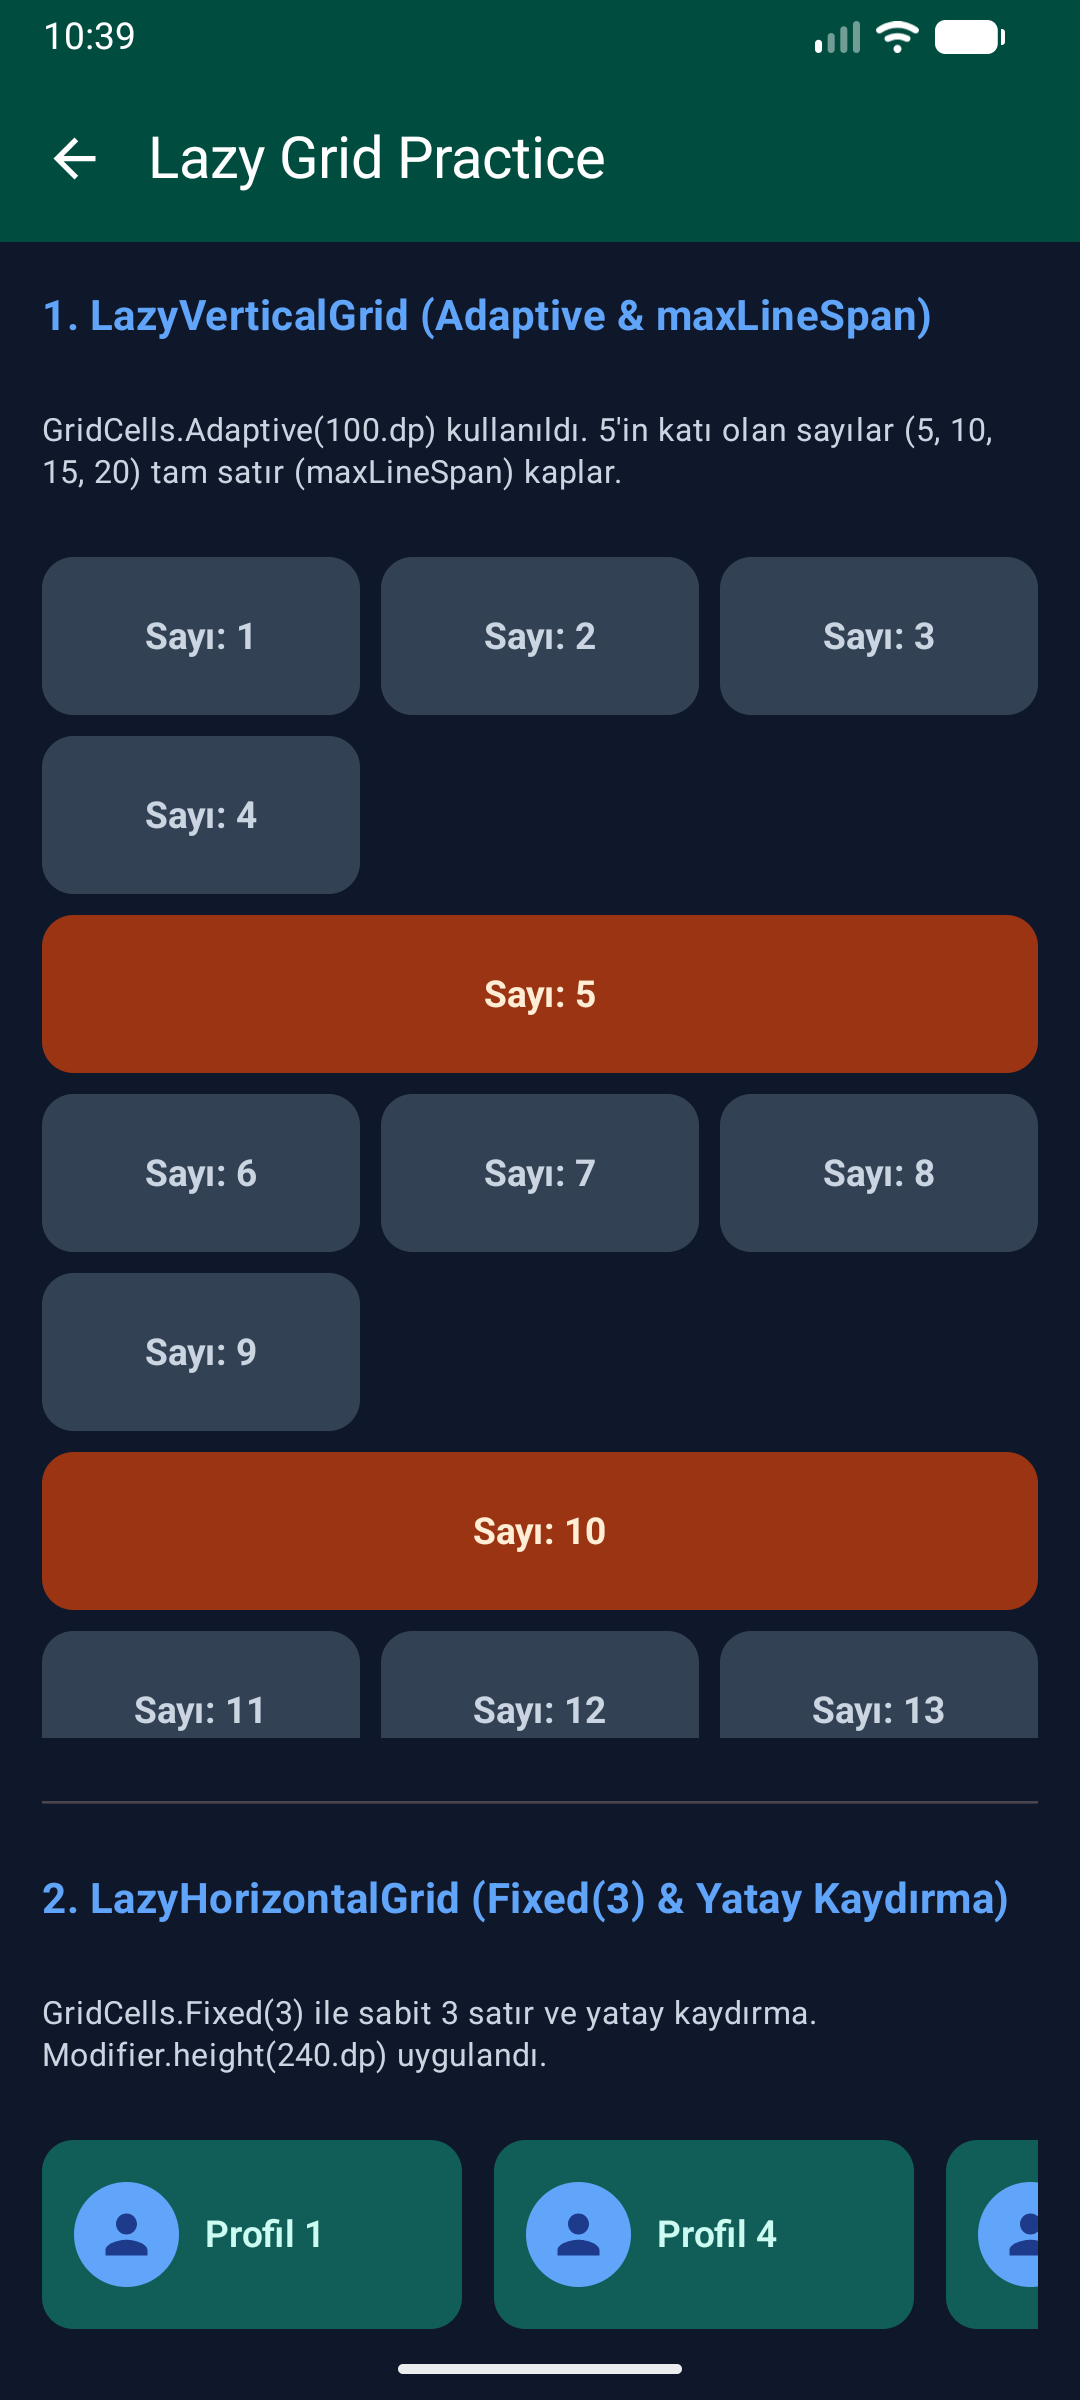 10:39
Lazy Grid Practice
1. LazyVerticalGrid (Adaptive & maxLineSpan)
GridCells.Adaptive(100.dp) kullanıldı. 5'in katı olan sayılar (5, 10,
15, 20) tam satır (maxLineSpan) kaplar.
Sayı: 1
Sayı: 2
Sayı: 3
Sayı: 4
Sayı: 5
Sayı: 6
Sayı: 7
Sayı: 8
Sayı: 9
Sayı: 10
Sayı: 11
Sayı: 12
Sayı: 13
2. LazyHorizontalGrid (Fixed(3) & Yatay Kaydırma)
GridCells.Fixed(3) ile sabit 3 satır ve yatay kaydırma.
Modifier.height(240.dp) uygulandı.
Profil 1
Profil 4